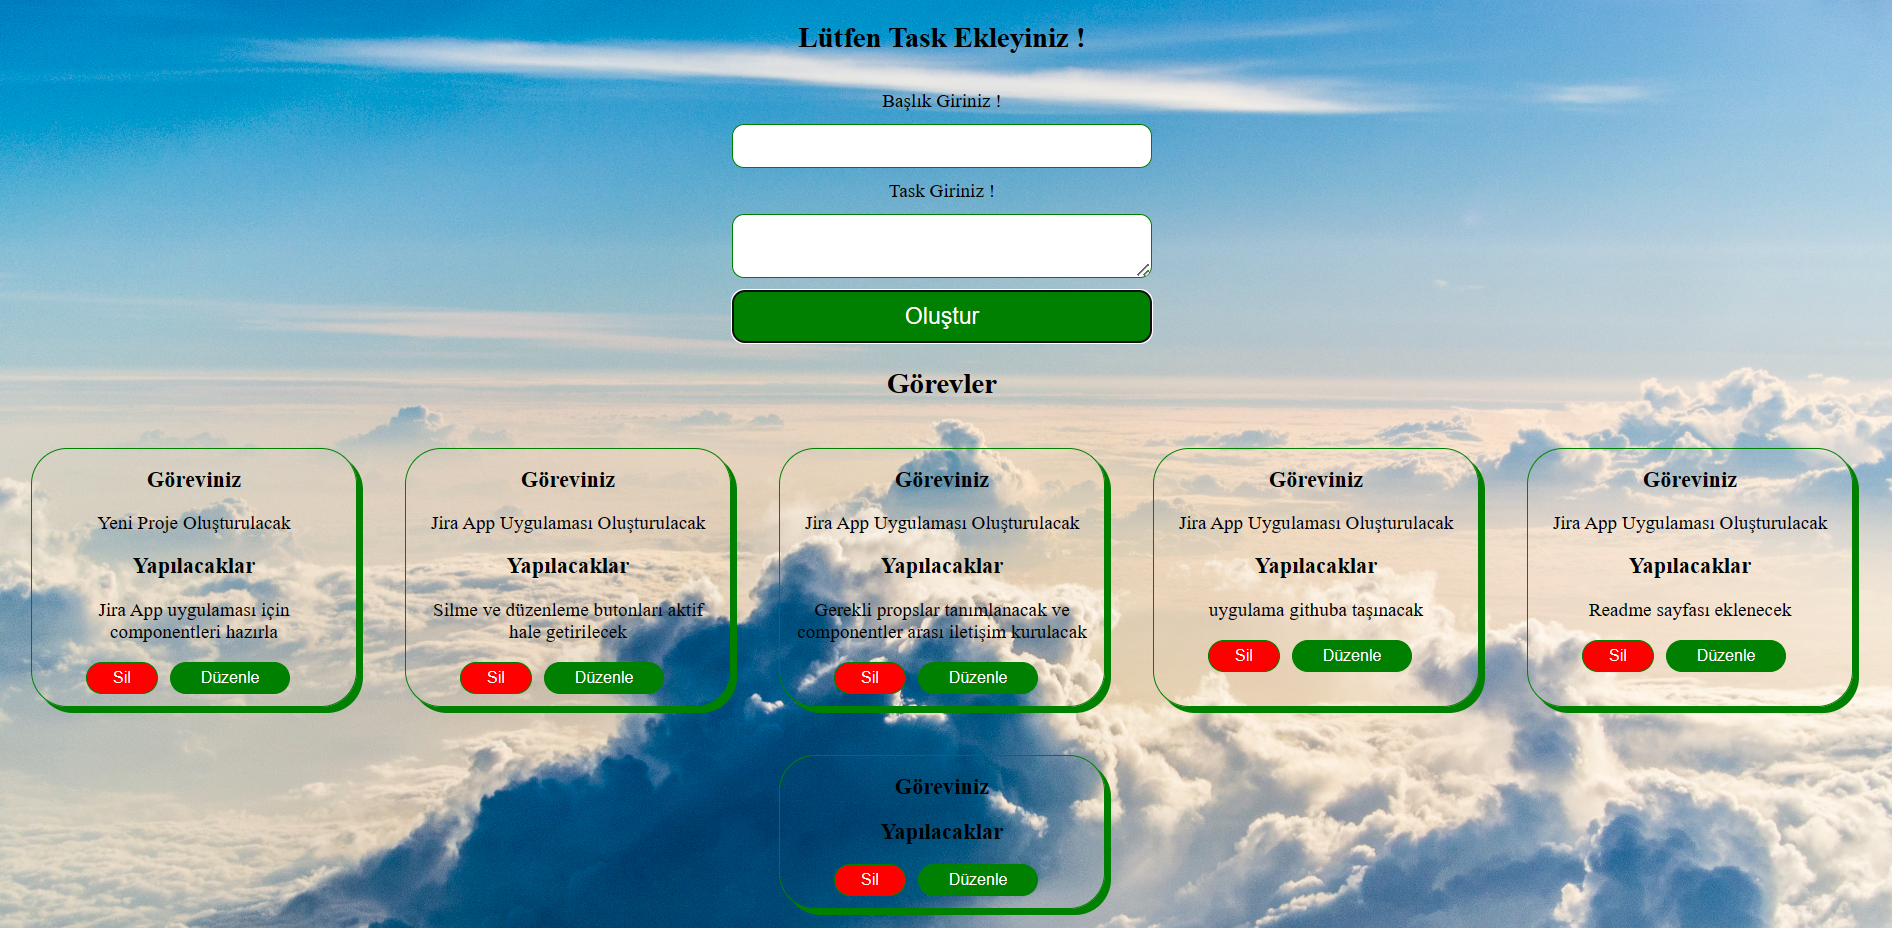 Lütfen Task Ekleyiniz !
Başlık Giriniz !
Task Giriniz !
Oluştur
Görevler
Göreviniz
Yeni Proje Oluşturulacak
Yapılacaklar
Jira App uygulaması için
componentleri hazırla
Sil
Düzenle
Göreviniz
Jira App Uygulaması Oluşturulacak
Yapılacaklar
Silme ve düzenleme butonları aktif
hale getirilecek
Sil
Düzenle
Göreviniz
Jira App Uygulaması Oluşturulacak
Yapılacaklar
Gerekli propslar tanımlanacak ve
componentler arası iletişim kurulacak
Sil
Düzenle
Göreviniz
Jira App Uygulaması Oluşturulacak
Yapılacaklar
uygulama githuba taşınacak
Sil
Düzenle
Göreviniz
Jira App Uygulaması Oluşturulacak
Yapılacaklar
Readme sayfası eklenecek
Sil
Düzenle
Göreviniz
Yapılacaklar
Sil
Düzenle